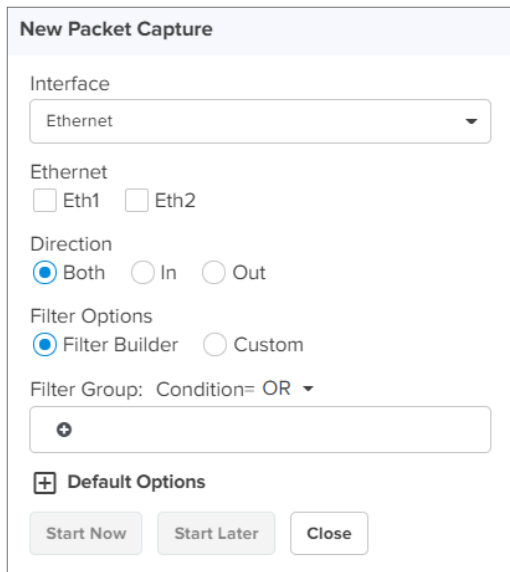 New Packet Capture
Interface
Ethernet
Ethernet
Eth1 Eth2
Direction
Both In Out
Filter Options
Filter Builder Custom
Filter Group: Condition= OR
Default Options
Start Now Start Later Close